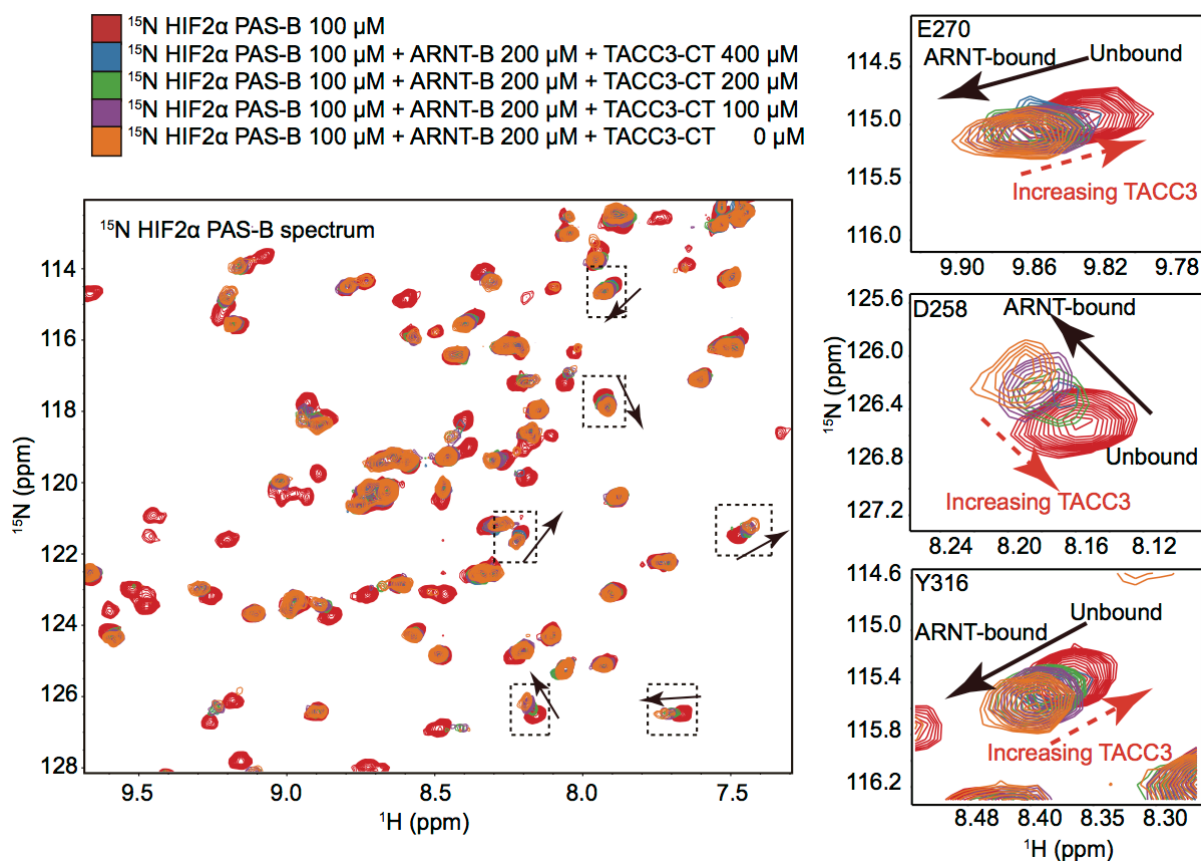 ¹⁵N HIF2α PAS-B 100 µM
¹⁵N HIF2α PAS-B 100 µM + ARNT-B 200 µM + TACC3-CT 400 µM
¹⁵N HIF2α PAS-B 100 µM + ARNT-B 200 µM + TACC3-CT 200 µM
¹⁵N HIF2α PAS-B 100 µM + ARNT-B 200 µM + TACC3-CT 100 µM
¹⁵N HIF2α PAS-B 100 µM + ARNT-B 200 µM + TACC3-CT 0 µM
¹⁵N HIF2α PAS-B spectrum
114
116
118
120
122
124
126
128
¹⁵N (ppm)
9.5 9.0 8.5 8.0 7.5
¹H (ppm)
E270
ARNT-bound
Unbound
Increasing TACC3
114.5
115.0
115.5
116.0
9.90 9.86 9.82 9.78
D258
ARNT-bound
Unbound
Increasing TACC3
125.6
126.0
126.4
126.8
127.2
¹⁵N (ppm)
8.24 8.20 8.16 8.12
Y316
Unbound
ARNT-bound
Increasing TACC3
114.6
115.0
115.4
115.8
116.2
8.48 8.40 8.35 8.30
¹H (ppm)